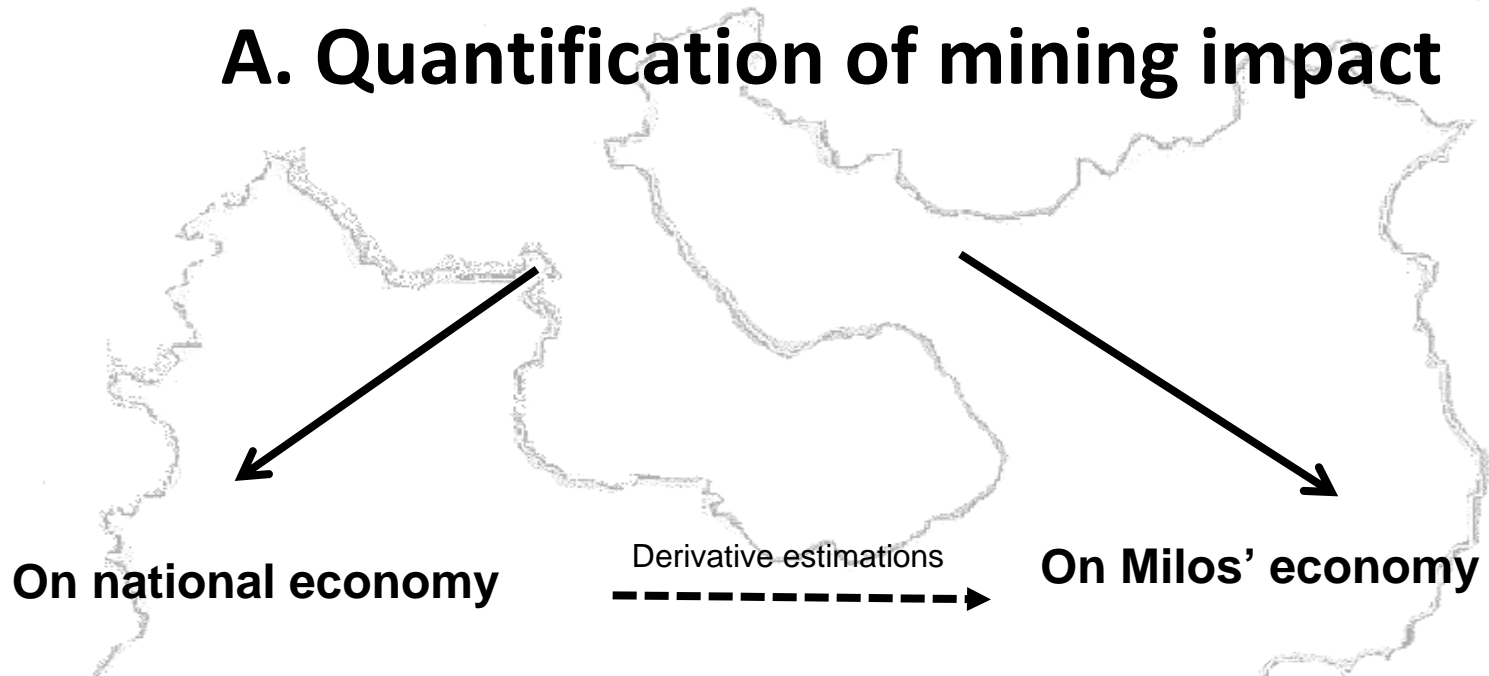 A. Quantification of mining impact
On national economy
Derivative estimations
On Milos’ economy